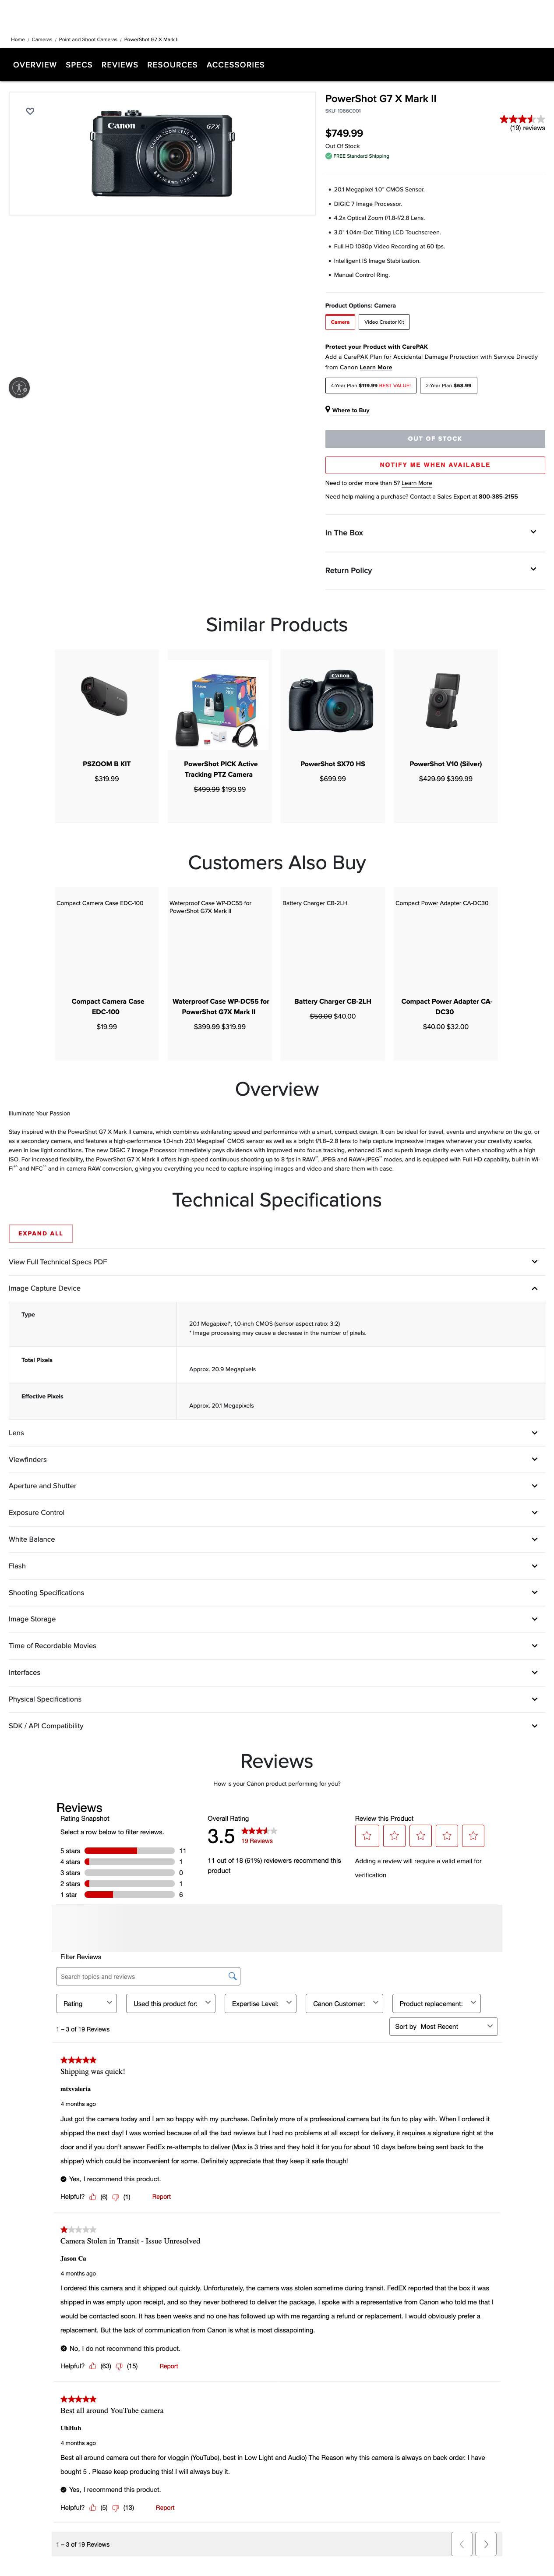 Home / Cameras / Point and Shoot Cameras / PowerShot G7 X Mark II
OVERVIEW SPECS REVIEWS RESOURCES ACCESSORIES
Canon
G7X
PowerShot G7 X Mark II
SKU: 1066C001
(19) reviews
$749.99
Out Of Stock
FREE Standard Shipping
• 20.1 Megapixel 1.0" CMOS Sensor.
• DIGIC 7 Image Processor.
• 4.2x Optical Zoom f/1.8-f/2.8 Lens.
• 3.0" 1.04m-Dot Tilting LCD Touchscreen.
• Full HD 1080p Video Recording at 60 fps.
• Intelligent IS Image Stabilization.
• Manual Control Ring.
Product Options: Camera
Camera
Video Creator Kit
Protect your Product with CarePAK
Add a CarePAK Plan for Accidental Damage Protection with Service Directly
from Canon Learn More
4-Year Plan $119.99 BEST VALUE!
2-Year Plan $68.99
Where to Buy
OUT OF STOCK
NOTIFY ME WHEN AVAILABLE
Need to order more than 5? Learn More
Need help making a purchase? Contact a Sales Expert at 800-385-2155
In The Box
Return Policy
Similar Products
PSZOOM B KIT
$319.99
PowerShot PICK Active
Tracking PTZ Camera
$499.99 $199.99
Canon
PowerShot SX70 HS
$699.99
PowerShot V10 (Silver)
$429.99 $399.99
Customers Also Buy
Compact Camera Case EDC-100
Compact Camera Case
EDC-100
$19.99
Waterproof Case WP-DC55 for
PowerShot G7X Mark II
Waterproof Case WP-DC55 for
PowerShot G7X Mark II
$399.99 $319.99
Battery Charger CB-2LH
Battery Charger CB-2LH
$50.00 $40.00
Compact Power Adapter CA-DC30
Compact Power Adapter CA-
DC30
$40.00 $32.00
Overview
Illuminate Your Passion
Stay inspired with the PowerShot G7 X Mark II camera, which combines exhilarating speed and performance with a smart, compact design. It can be ideal for travel, events and anywhere on the go, or
as a secondary camera, and features a high-performance 1.0-inch 20.1 Megapixel* CMOS sensor as well as a bright f/1.8–2.8 lens to help capture impressive images whenever your creativity sparks,
even in low light conditions. The new DIGIC 7 Image Processor immediately pays dividends with improved auto focus tracking, enhanced IS and superb image clarity even when shooting with a high
ISO. For increased flexibility, the PowerShot G7 X Mark II offers high-speed continuous shooting up to 8 fps in RAW**, JPEG and RAW+JPEG** modes, and is equipped with Full HD capability, built-in Wi-
Fi®^ and NFC^^ and in-camera RAW conversion, giving you everything you need to capture inspiring images and video and share them with ease.
Technical Specifications
EXPAND ALL
View Full Technical Specs PDF
Image Capture Device
Type
20.1 Megapixel*, 1.0-inch CMOS (sensor aspect ratio: 3:2)
* Image processing may cause a decrease in the number of pixels.
Total Pixels
Approx. 20.9 Megapixels
Effective Pixels
Approx. 20.1 Megapixels
Lens
Viewfinders
Aperture and Shutter
Exposure Control
White Balance
Flash
Shooting Specifications
Image Storage
Time of Recordable Movies
Interfaces
Physical Specifications
SDK / API Compatibility
Reviews
How is your Canon product performing for you?
Reviews
Rating Snapshot
Select a row below to filter reviews.
5 stars 11
4 stars 1
3 stars 0
2 stars 1
1 star 6
Overall Rating
3.5
19 Reviews
11 out of 18 (61%) reviewers recommend this
product
Review this Product
Adding a review will require a valid email for
verification
Filter Reviews
Search topics and reviews
Rating
Used this product for:
Expertise Level:
Canon Customer:
Product replacement:
1 – 3 of 19 Reviews
Sort by Most Recent
Shipping was quick!
mtxvaleria
4 months ago
Just got the camera today and I am so happy with my purchase. Definitely more of a professional camera but its fun to play with. When I ordered it
shipped the next day! I was worried because of all the bad reviews but I had no problems at all except for delivery, it requires a signature right at the
door and if you don't answer FedEx re-attempts to deliver (Max is 3 tries and they hold it for you for about 10 days before being sent back to the
shipper) which could be inconvenient for some. Definitely appreciate that they keep it safe though!
Yes, I recommend this product.
Helpful? (6) (1) Report
Camera Stolen in Transit - Issue Unresolved
Jason Ca
4 months ago
I ordered this camera and it shipped out quickly. Unfortunately, the camera was stolen sometime during transit. FedEX reported that the box it was
shipped in was empty upon receipt, and so they never bothered to deliver the package. I spoke with a representative from Canon who told me that I
would be contacted soon. It has been weeks and no one has followed up with me regarding a refund or replacement. I would obviously prefer a
replacement. But the lack of communication from Canon is what is most dissapointing.
No, I do not recommend this product.
Helpful? (63) (15) Report
Best all around YouTube camera
UhHuh
4 months ago
Best all around camera out there for vloggin (YouTube), best in Low Light and Audio) The Reason why this camera is always on back order. I have
bought 5 . Please keep producing this! I will always buy it.
Yes, I recommend this product.
Helpful? (5) (13) Report
1 – 3 of 19 Reviews